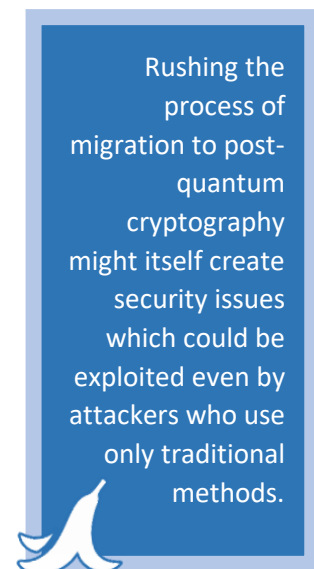 Rushing the
process of
migration to post-
quantum
cryptography
might itself create
security issues
which could be
exploited even by
attackers who use
only traditional
methods.